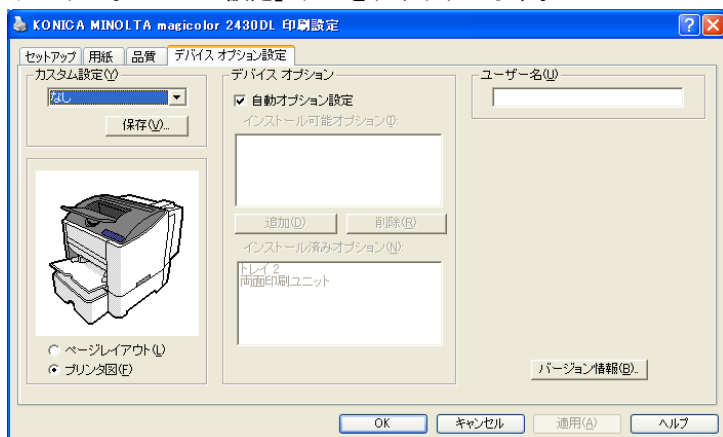 KONICA MINOLTA magicolor 2430DL 印刷設定
セットアップ 用紙 品質 デバイス オプション設定
カスタム設定(Y)
なし
保存(V)...
ページレイアウト(L)
プリンタ図(F)
デバイス オプション
自動オプション設定
インストール可能オプション(I):
追加(D) 削除(R)
インストール済みオプション(N):
トレイ 2
両面印刷ユニット
ユーザー名(U)
バージョン情報(B)...
OK キャンセル 適用(A) ヘルプ